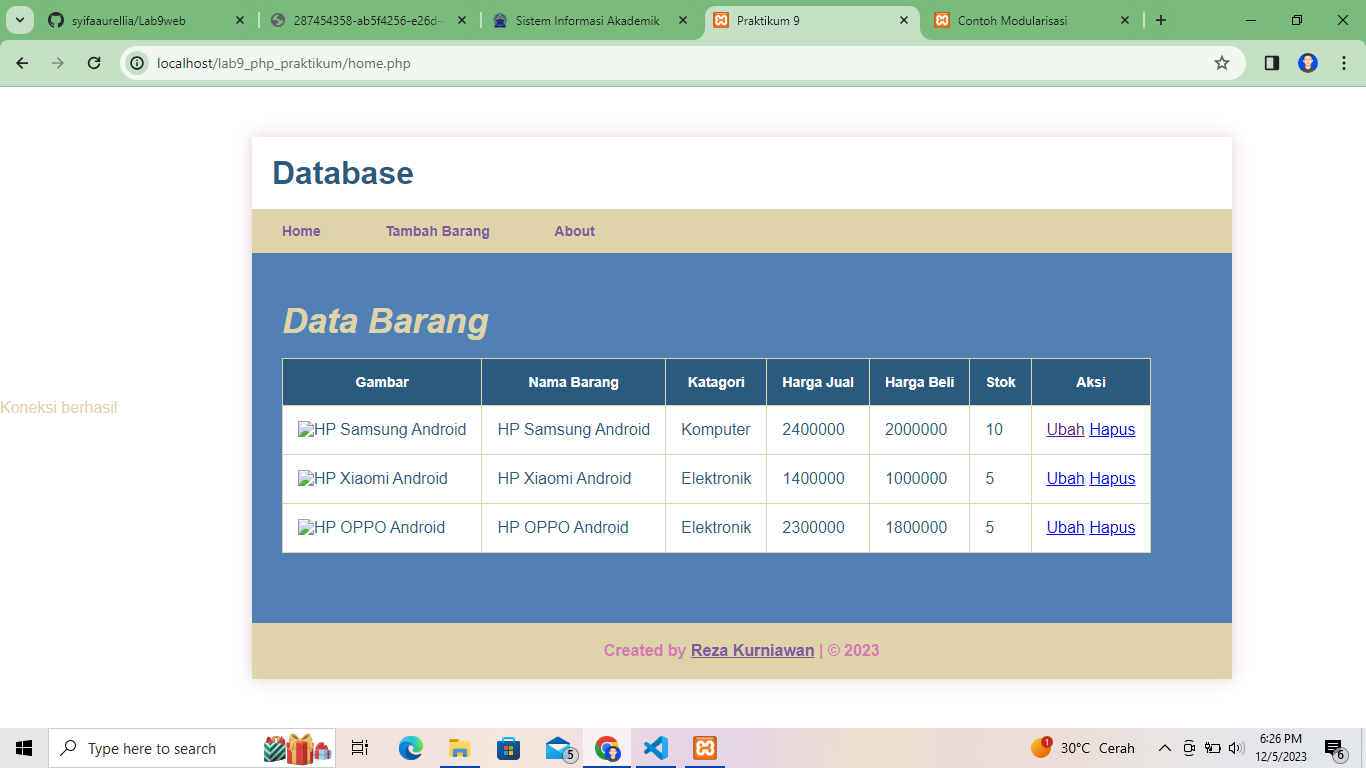 syifaaurellia/Lab9web
287454358-ab5f4256-e26d-
Sistem Informasi Akademik
Praktikum 9
Contoh Modularisasi
localhost/lab9_php_praktikum/home.php
Database
Home Tambah Barang About
Data Barang
Gambar Nama Barang Katagori Harga Jual Harga Beli Stok Aksi
Koneksi berhasil
HP Samsung Android HP Samsung Android Komputer 2400000 2000000 10 Ubah Hapus
HP Xiaomi Android HP Xiaomi Android Elektronik 1400000 1000000 5 Ubah Hapus
HP OPPO Android HP OPPO Android Elektronik 2300000 1800000 5 Ubah Hapus
Created by Reza Kurniawan | © 2023
Type here to search
5
1
30°C Cerah
6:26 PM
12/5/2023
6